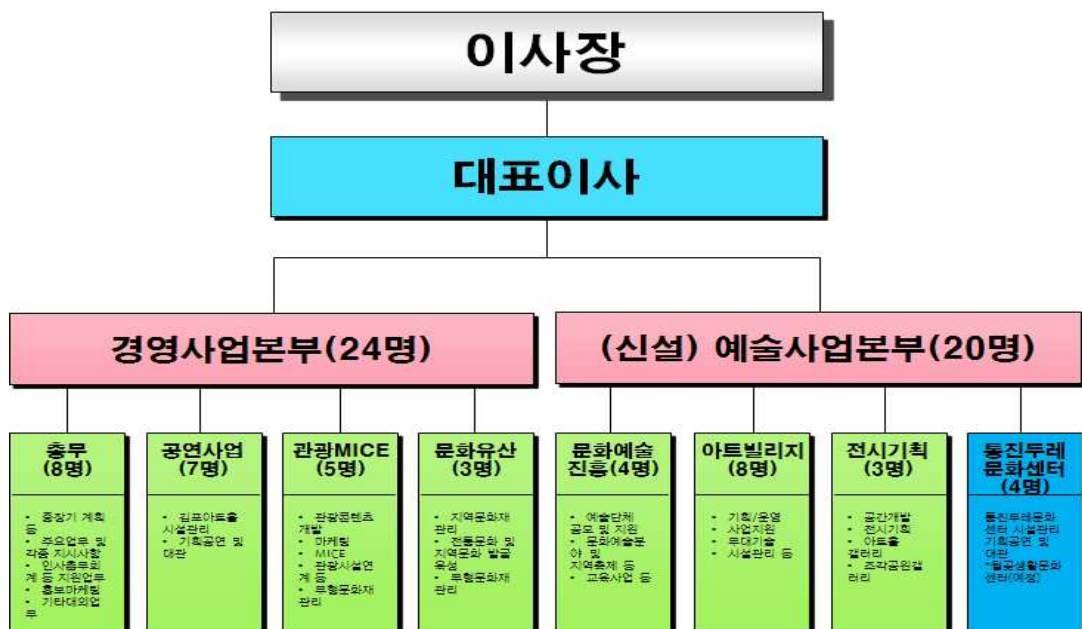 이사장
대표이사
경영사업본부(24명)
(신설) 예술사업본부(20명)
총무
(8명)
• 중장기 계획
등
• 주요업무 및
각종 지시사항
• 인사총무회
계 등 지원업무
• 홍보마케팅
• 기타대외업
무
공연사업
(7명)
• 김포아트홀
시설관리
• 기획공연 및
대관
관광MICE
(5명)
• 관광콘텐츠
개발
• 마케팅
• MICE
• 관광시설연
계 등
• 무형문화재
관리
문화유산
(3명)
• 지역문화재
관리
• 전통문화 및
지역문화 발굴
육성
• 무형문화재
관리
문화예술
진흥(4명)
• 예술단체
공모 및 지원
• 문화예술분
야 및
지역축제 등
• 교육사업 등
아트빌리지
(8명)
• 기획/운영
• 사업지원
• 무대기술
• 시설관리 등
전시기획
(3명)
• 공간개발
• 전시기획
• 아트홀
갤러리
• 조각공원갤
러리
통진두레
문화센터
(4명)
통진두레문화
센터 시설관리
기획공연 및
대관
*월곶생활문화
센터(예정)